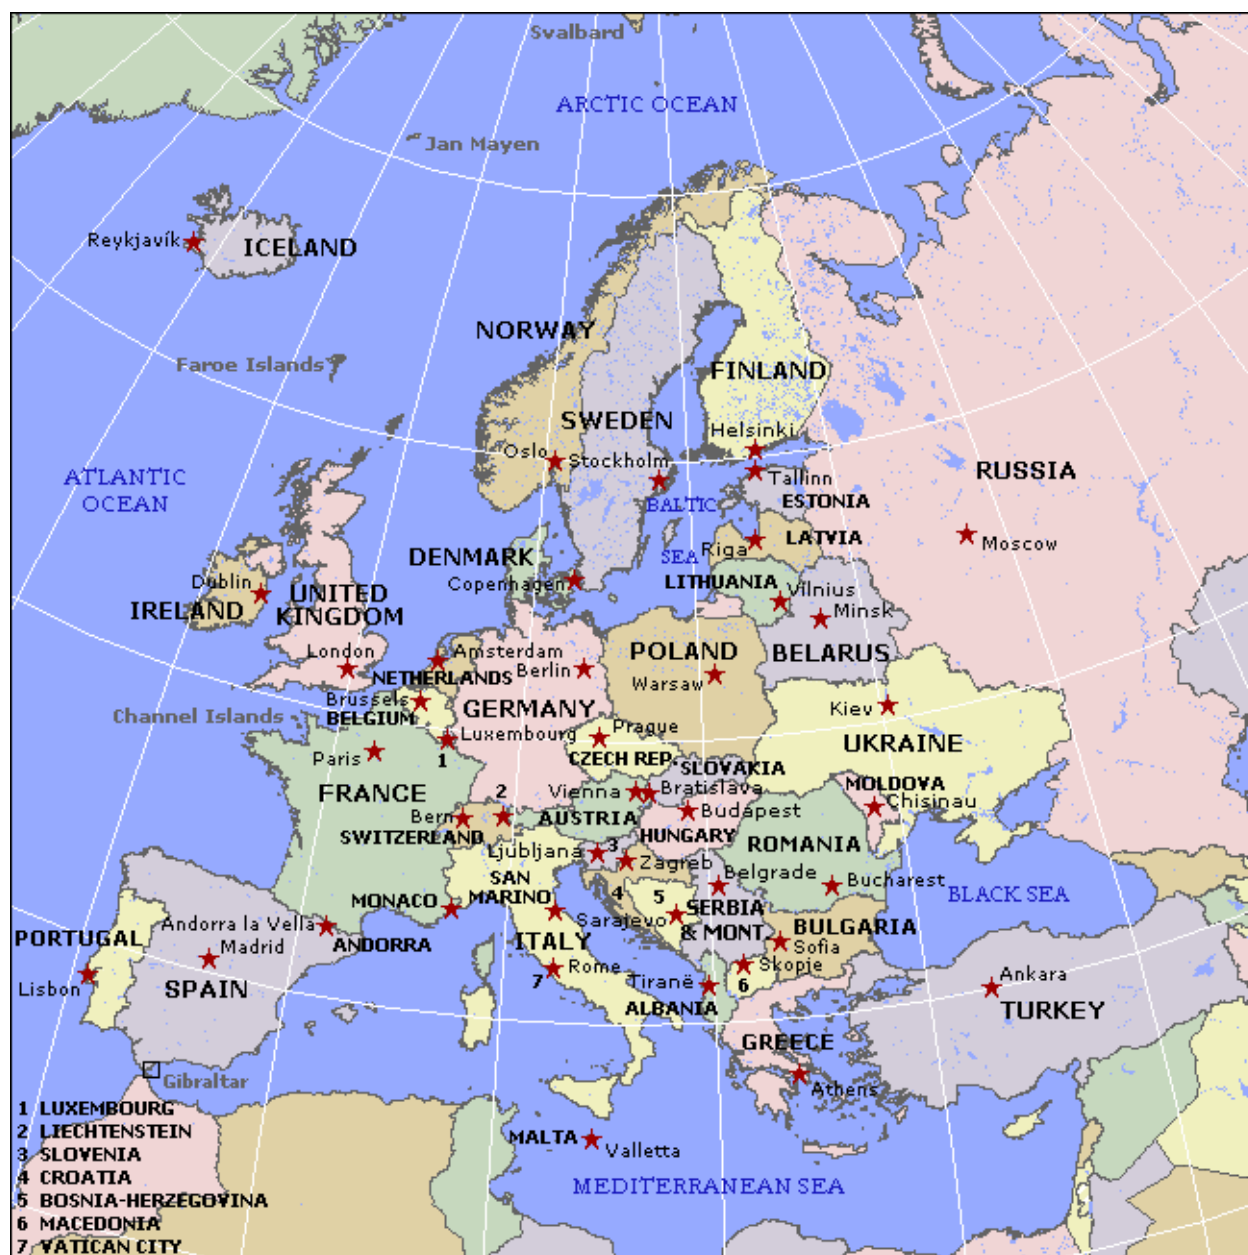 Svalbard
ARCTIC OCEAN
Jan Mayen
Reykjavík
ICELAND
NORWAY
Faroe Islands
FINLAND
SWEDEN
Helsinki
Oslo
Stockholm
Tallinn
RUSSIA
ATLANTIC
OCEAN
BALTIC
SEA
ESTONIA
Moscow
LATVIA
Riga
DENMARK
Copenhagen
LITHUANIA
Vilnius
Minsk
Dublin
IRELAND
UNITED
KINGDOM
London
Amsterdam
NETHERLANDS
Berlin
POLAND
Warsaw
BELARUS
Brussels
BELGIUM
GERMANY
Kiev
Channel Islands
Luxembourg
1
Prague
CZECH REP.
UKRAINE
Paris
SLOVAKIA
FRANCE
2
Vienna
Bratislava
MOLDOVA
Chisinau
Bern
SWITZERLAND
AUSTRIA
Budapest
HUNGARY
ROMANIA
Ljubljana
3
Zagreb
SAN
MARINO
4
5
Belgrade
Bucharest
BLACK SEA
MONACO
Sarajevo
SERBIA
& MONT.
BULGARIA
Sofia
Andorra la Vella
ANDORRA
PORTUGAL
Madrid
Lisbon
SPAIN
ITALY
7
Rome
Tiranë
ALBANIA
Skopje
6
Ankara
TURKEY
GREECE
Athens
Gibraltar
MALTA
Valletta
MEDITERRANEAN SEA
1 LUXEMBOURG
2 LIECHTENSTEIN
3 SLOVENIA
4 CROATIA
5 BOSNIA-HERZEGOVINA
6 MACEDONIA
7 VATICAN CITY